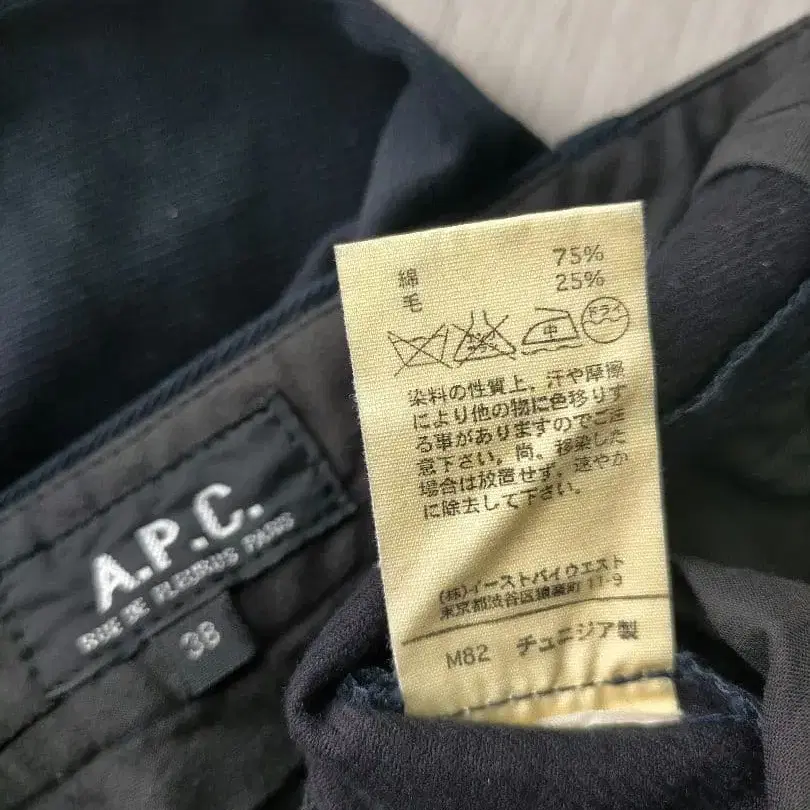 綿 75%
毛 25%
中 ドライ
染料の性質上、汗や摩擦
により他の物に色移りす
る事がありますのでご注
意下さい。尚、移染した
場合は放置せず、速やか
に除去して下さい。
(株)イーストバイウエスト
東京都渋谷区猿楽町 11-9
M82 チュニジア製
A.P.C.
RUE DE FLEURUS PARIS
38